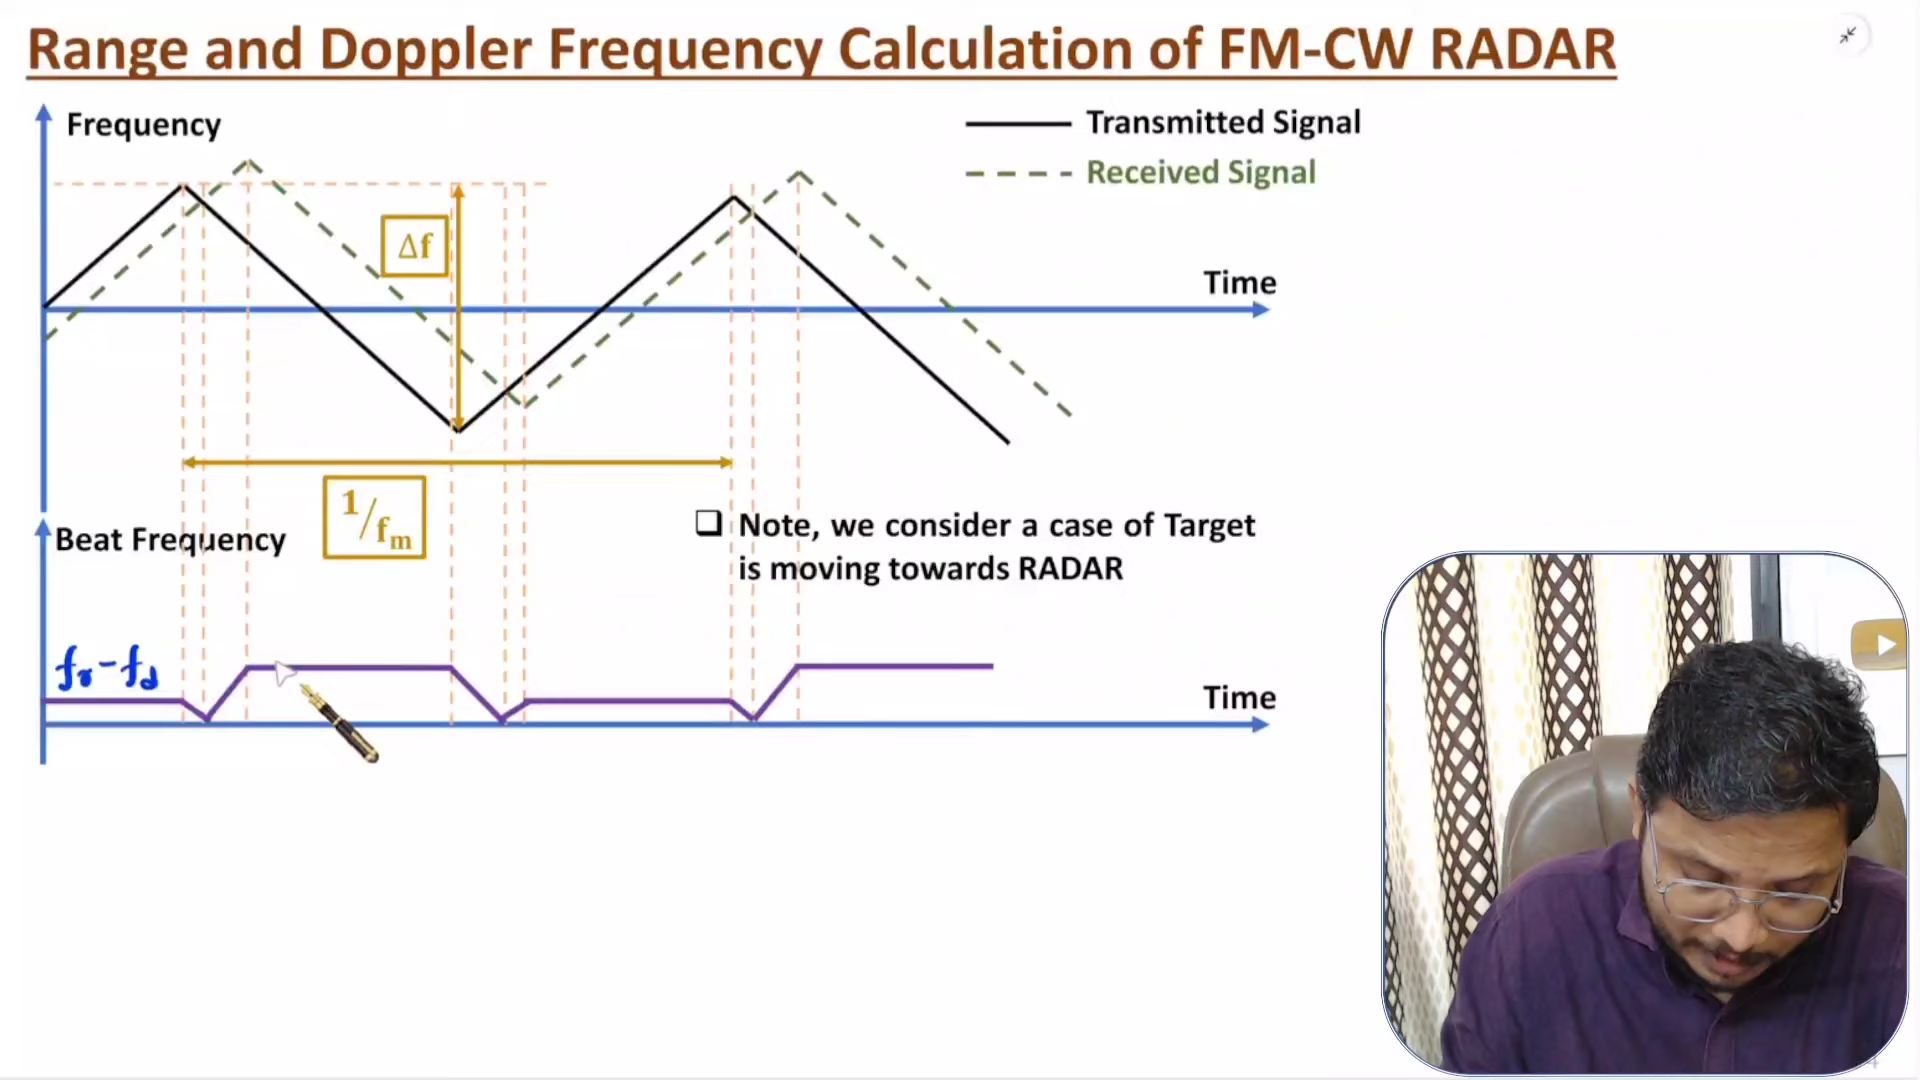 Range and Doppler Frequency Calculation of FM-CW RADAR
Frequency
Transmitted Signal
Received Signal
Δf
Time
1/fm
Beat Frequency
❑ Note, we consider a case of Target
is moving towards RADAR
fr-fd
Time